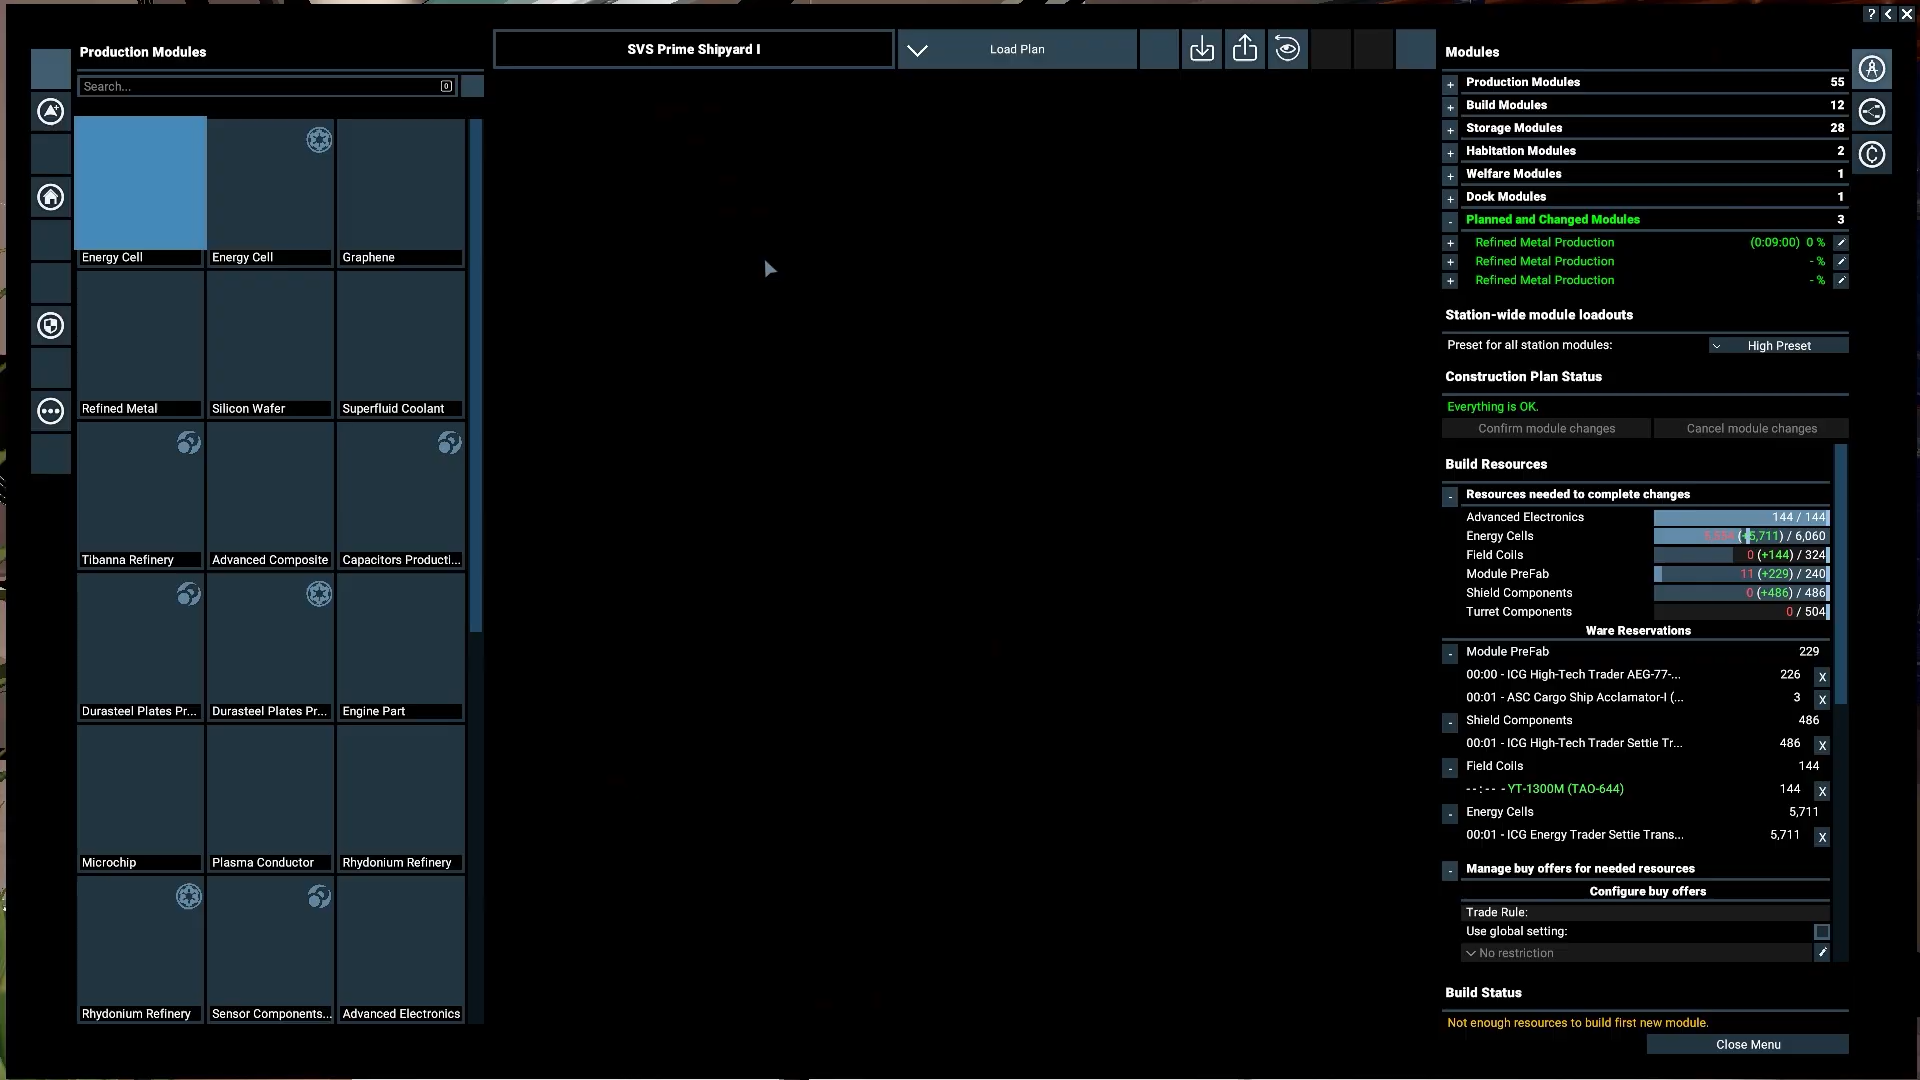 ? < X
Production Modules
Search...
0
Energy Cell
Energy Cell
Graphene
Refined Metal
Silicon Wafer
Superfluid Coolant
Tibanna Refinery
Advanced Composite
Capacitors Producti...
Durasteel Plates Pr...
Durasteel Plates Pr...
Engine Part
Microchip
Plasma Conductor
Rhydonium Refinery
Rhydonium Refinery
Sensor Components...
Advanced Electronics
SVS Prime Shipyard I
Load Plan
Modules
+ Production Modules 55
+ Build Modules 12
+ Storage Modules 28
+ Habitation Modules 2
+ Welfare Modules 1
+ Dock Modules 1
- Planned and Changed Modules 3
+ Refined Metal Production (0:09:00) 0 %
+ Refined Metal Production - %
+ Refined Metal Production - %
Station-wide module loadouts
Preset for all station modules: High Preset
Construction Plan Status
Everything is OK.
Confirm module changes Cancel module changes
Build Resources
- Resources needed to complete changes
Advanced Electronics 144 / 144
Energy Cells (+5,711) / 6,060
Field Coils 0 (+144) / 324
Module PreFab 11 (+229) / 240
Shield Components 0 (+486) / 486
Turret Components 0 / 504
Ware Reservations
- Module PreFab 229
00:00 - ICG High-Tech Trader AEG-77-... 226 X
00:01 - ASC Cargo Ship Acclamator-I (... 3 X
- Shield Components 486
00:01 - ICG High-Tech Trader Settie Tr... 486 X
- Field Coils 144
--:-- - YT-1300M (TAO-644) 144 X
- Energy Cells 5,711
00:01 - ICG Energy Trader Settie Trans... 5,711 X
- Manage buy offers for needed resources
Configure buy offers
Trade Rule:
Use global setting:
No restriction
Build Status
Not enough resources to build first new module.
Close Menu